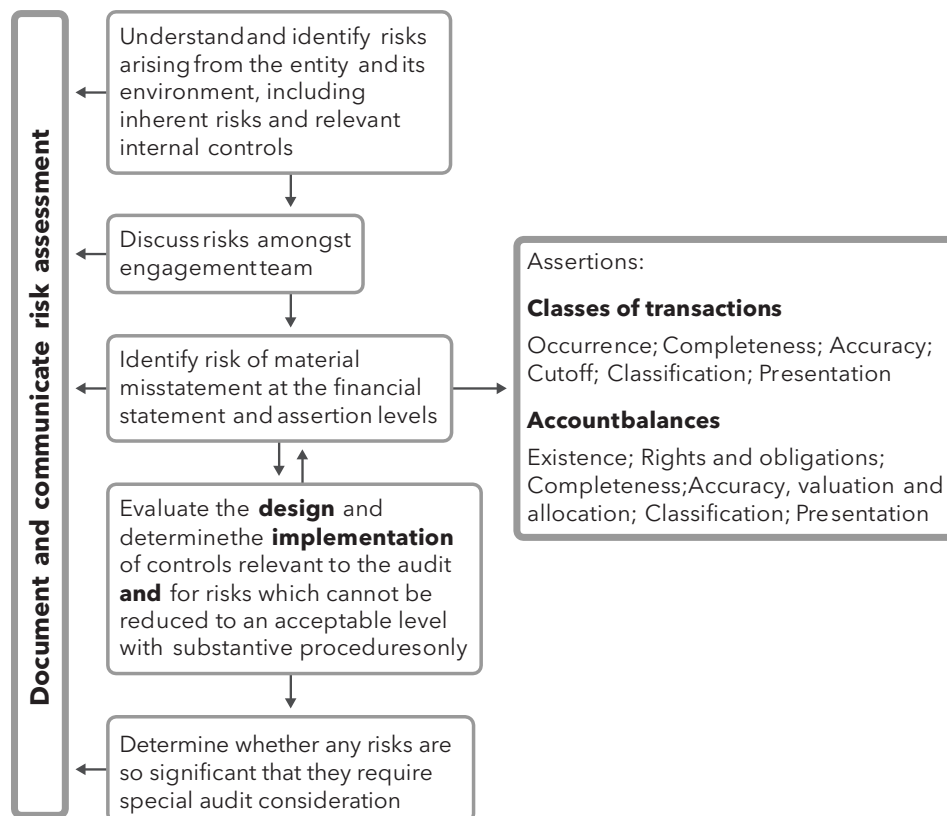 Document and communicate risk assessment
Understand and identify risks
arising from the entity and its
environment, including
inherent risks and relevant
internal controls
Discuss risks amongst
engagement team
Identify risk of material
misstatement at the financial
statement and assertion levels
Evaluate the design and
determine the implementation
of controls relevant to the audit
and for risks which cannot be
reduced to an acceptable level
with substantive procedures only
Determine whether any risks are
so significant that they require
special audit consideration
Assertions:
Classes of transactions
Occurrence; Completeness; Accuracy;
Cutoff; Classification; Presentation
Account balances
Existence; Rights and obligations;
Completeness; Accuracy, valuation and
allocation; Classification; Presentation